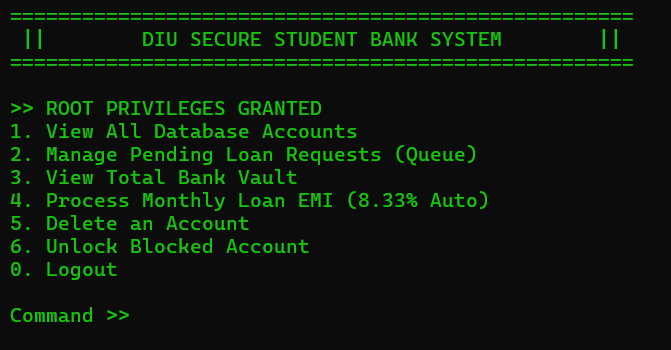 ====================================================
|| DIU SECURE STUDENT BANK SYSTEM ||
====================================================
>> ROOT PRIVILEGES GRANTED
1. View All Database Accounts
2. Manage Pending Loan Requests (Queue)
3. View Total Bank Vault
4. Process Monthly Loan EMI (8.33% Auto)
5. Delete an Account
6. Unlock Blocked Account
0. Logout
Command >>